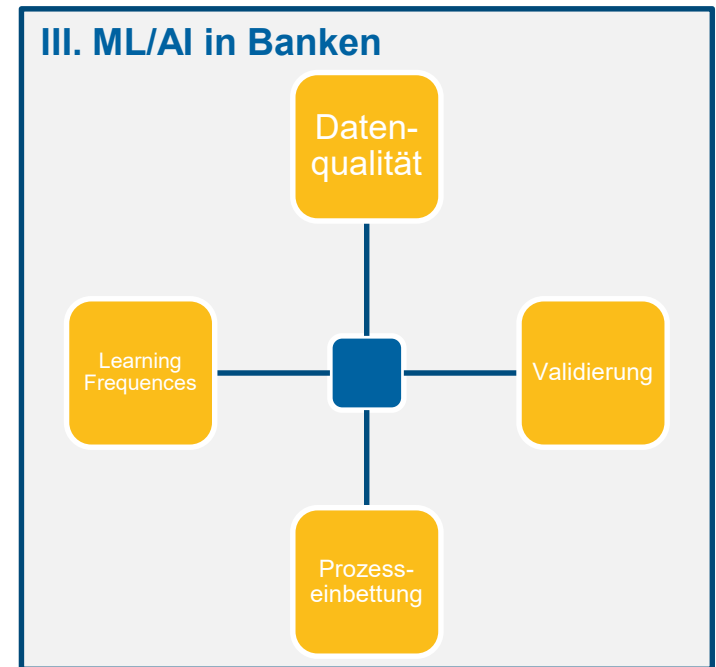 III. ML/AI in Banken
Daten-
qualität
Learning
Frequences
Validierung
Prozess-
einbettung